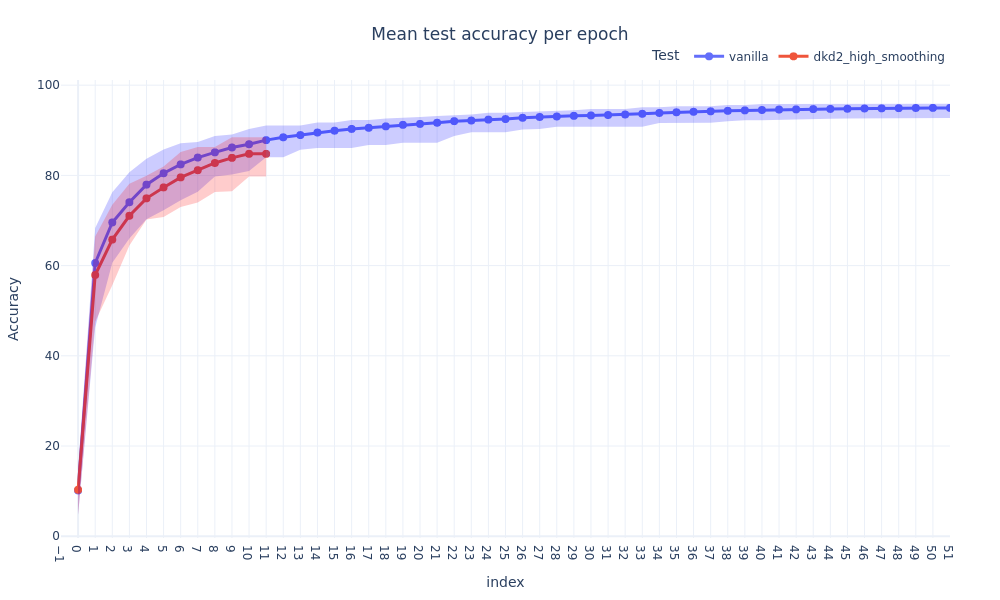 Mean test accuracy per epoch
Test vanilla dkd2_high_smoothing
100
80
60
40
20
0
Accuracy
−1 0 1 2 3 4 5 6 7 8 9 10 11 12 13 14 15 16 17 18 19 20 21 22 23 24 25 26 27 28 29 30 31 32 33 34 35 36 37 38 39 40 41 42 43 44 45 46 47 48 49 50 51
index